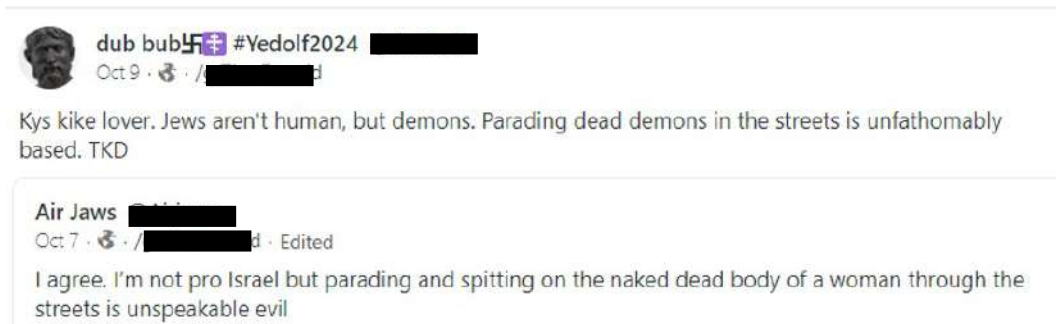 dub bub卐☦ #Yedolf2024
Oct 9 · /
Kys kike lover. Jews aren't human, but demons. Parading dead demons in the streets is unfathomably
based. TKD
Air Jaws
Oct 7 · / d · Edited
I agree. I'm not pro Israel but parading and spitting on the naked dead body of a woman through the
streets is unspeakable evil